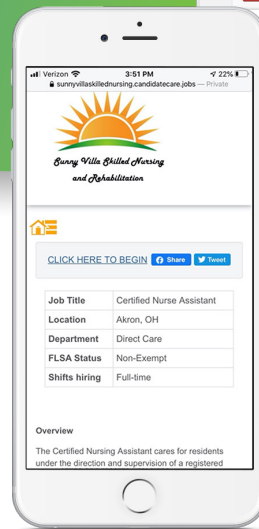 Verizon 3:51 PM 22%
sunnyvillaskillednursing.candidatecare.jobs — Private
Sunny Villa Skilled Nursing
and Rehabilitation
CLICK HERE TO BEGIN Share Tweet
Job Title Certified Nurse Assistant
Location Akron, OH
Department Direct Care
FLSA Status Non-Exempt
Shifts hiring Full-time
Overview
The Certified Nursing Assistant cares for residents
under the direction and supervision of a registered